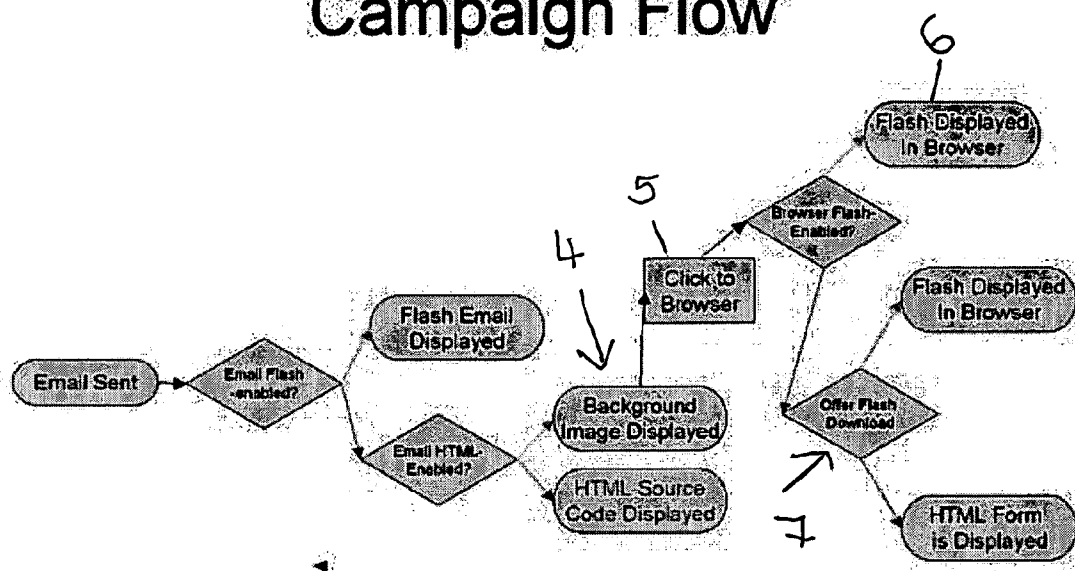 Campaign Flow
6
Flash Displayed
In Browser
5
Browser Flash-
Enabled?
4
Click to
Browser
Flash Displayed
In Browser
Flash Email
Displayed
Email Sent
Email Flash
-enabled?
Background
Image Displayed
Offer Flash
Download
Email HTML-
Enabled?
HTML Source
Code Displayed
7
HTML Form
is Displayed